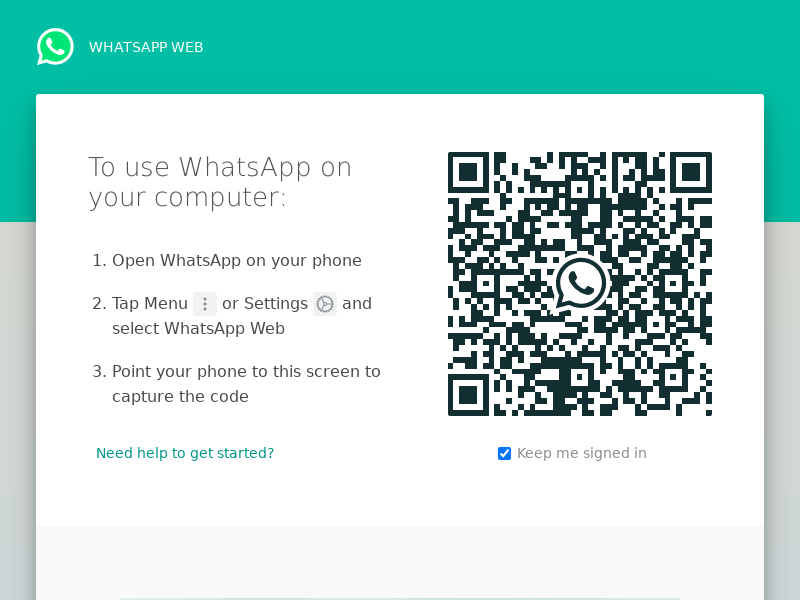 WHATSAPP WEB
To use WhatsApp on
your computer:
1. Open WhatsApp on your phone
2. Tap Menu or Settings and
select WhatsApp Web
3. Point your phone to this screen to
capture the code
Need help to get started?
Keep me signed in